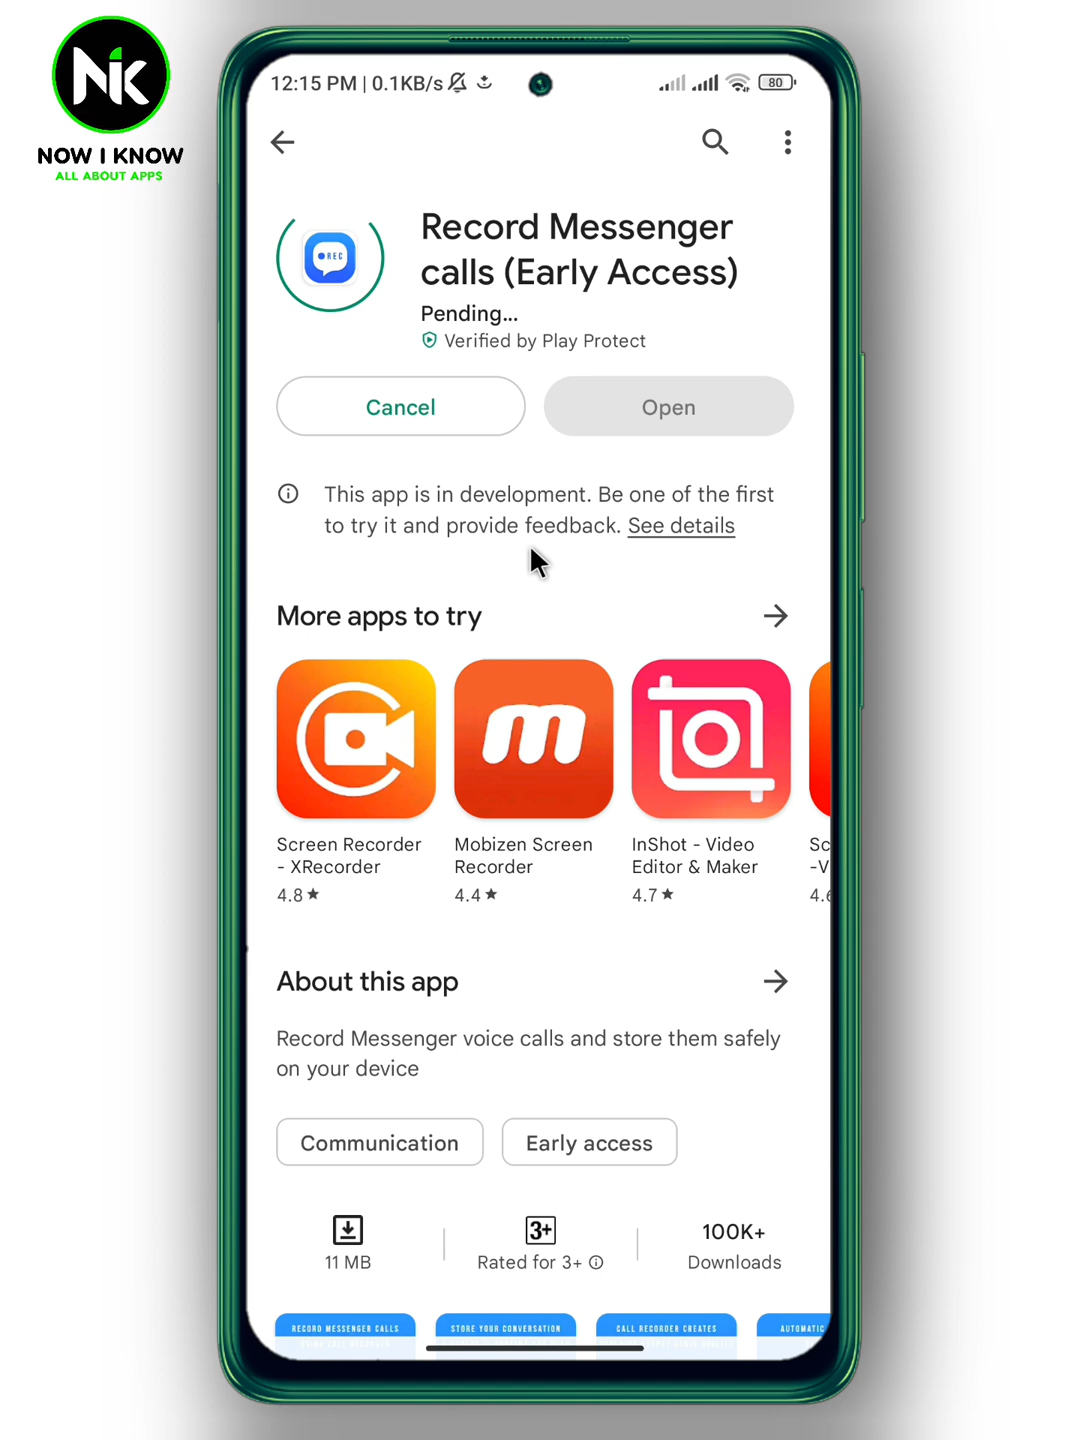 NiK
NOW I KNOW
ALL ABOUT APPS
12:15 PM | 0.1KB/s
80
Record Messenger
calls (Early Access)
REC
Pending...
Verified by Play Protect
Cancel
Open
This app is in development. Be one of the first
to try it and provide feedback. See details
More apps to try
m
Screen Recorder
- XRecorder
4.8★
Mobizen Screen
Recorder
4.4★
InShot - Video
Editor & Maker
4.7★
Sc
-V
4.6
About this app
Record Messenger voice calls and store them safely
on your device
Communication
Early access
11 MB
3+
Rated for 3+
100K+
Downloads
RECORD MESSENGER CALLS
STORE YOUR CONVERSATION
CALL RECORDER CREATES
AUTOMATIC